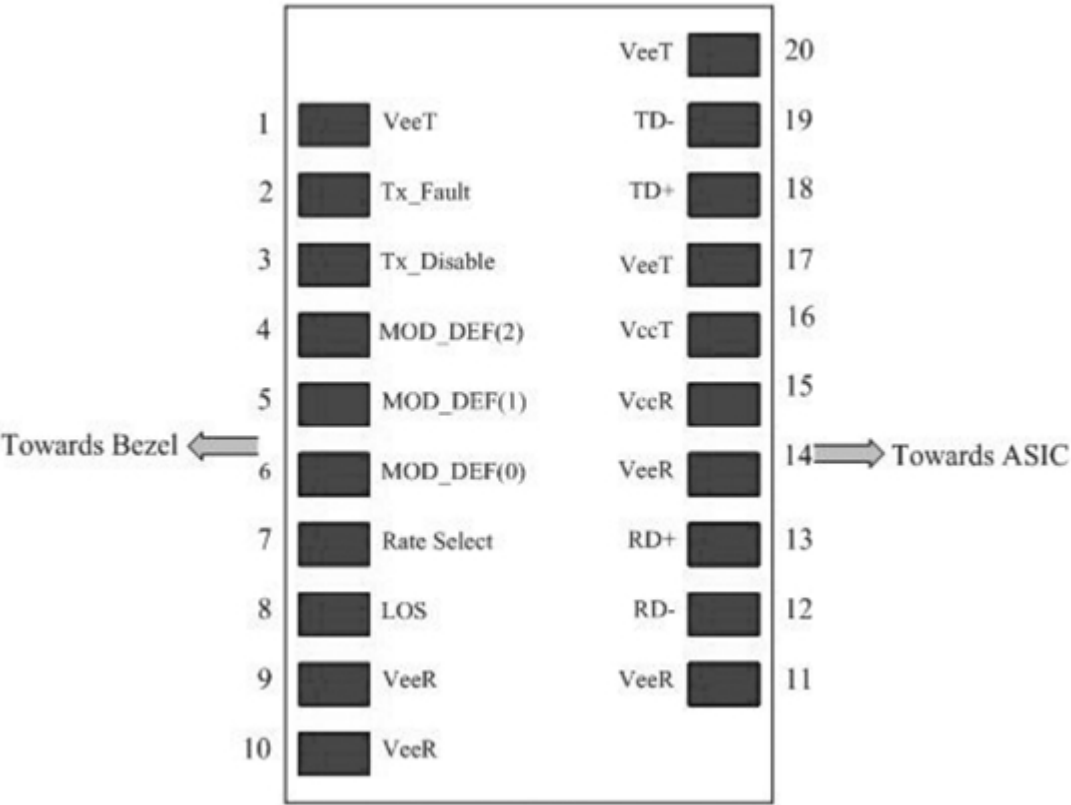 VeeT 20
1 VeeT TD- 19
2 Tx_Fault TD+ 18
3 Tx_Disable VeeT 17
4 MOD_DEF(2) VccT 16
5 MOD_DEF(1) VccR 15
Towards Bezel
6 MOD_DEF(0) VeeR 14
Towards ASIC
7 Rate Select RD+ 13
8 LOS RD- 12
9 VeeR VeeR 11
10 VeeR